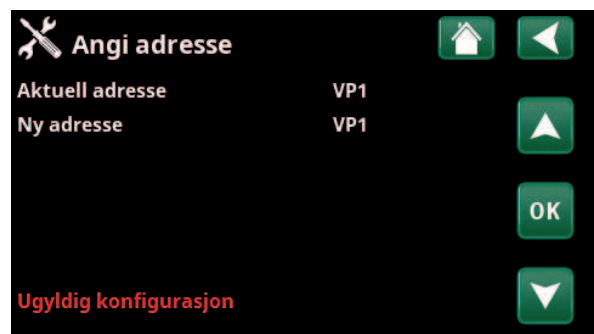 Angi adresse
Aktuell adresse VP1
Ny adresse VP1
OK
Ugyldig konfigurasjon